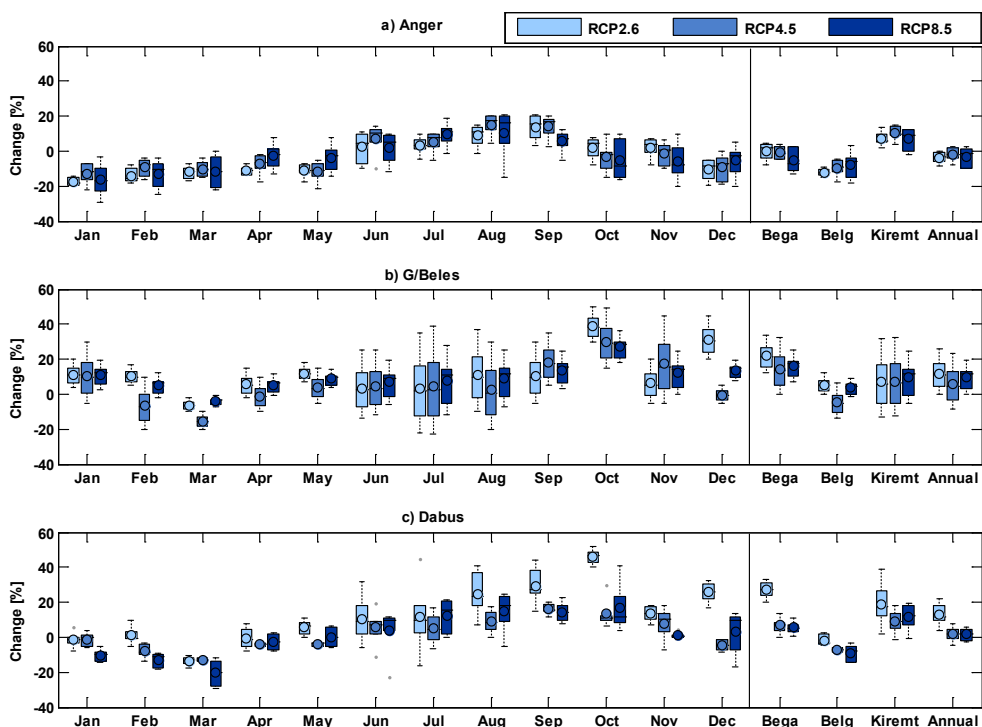 a) Anger
RCP2.6 RCP4.5 RCP8.5
Change [%]
60
40
20
0
-20
-40
Jan Feb Mar Apr May Jun Jul Aug Sep Oct Nov Dec Bega Belg Kiremt Annual
b) G/Beles
Change [%]
60
40
20
0
-20
-40
Jan Feb Mar Apr May Jun Jul Aug Sep Oct Nov Dec Bega Belg Kiremt Annual
c) Dabus
Change [%]
60
40
20
0
-20
-40
Jan Feb Mar Apr May Jun Jul Aug Sep Oct Nov Dec Bega Belg Kiremt Annual